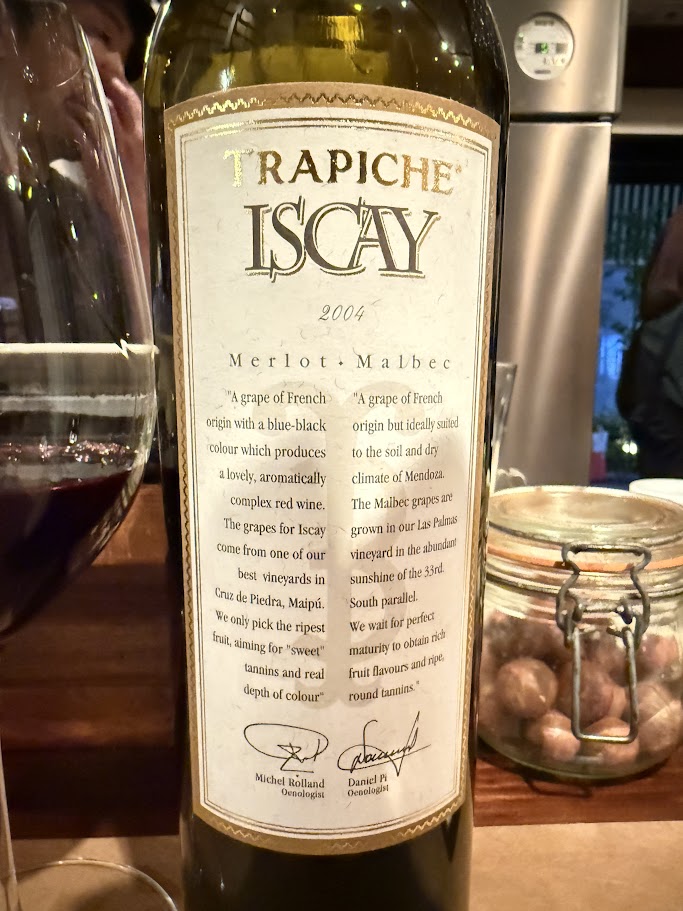 TRAPICHE
ISCAY
2004
Merlot • Malbec
"A grape of French
origin with a blue-black
colour which produces
a lovely, aromatically
complex red wine.
The grapes for Iscay
come from one of our
best vineyards in
Cruz de Piedra, Maipú.
We only pick the ripest
fruit, aiming for "sweet"
tannins and real
depth of colour"
Michel Rolland
Oenologist
"A grape of French
origin but ideally suited
to the soil and dry
climate of Mendoza.
The Malbec grapes are
grown in our Las Palmas
vineyard in the abundant
sunshine of the 33rd.
South parallel.
We wait for perfect
maturity to obtain rich
fruit flavours and ripe,
round tannins."
Daniel Pi
Oenologist